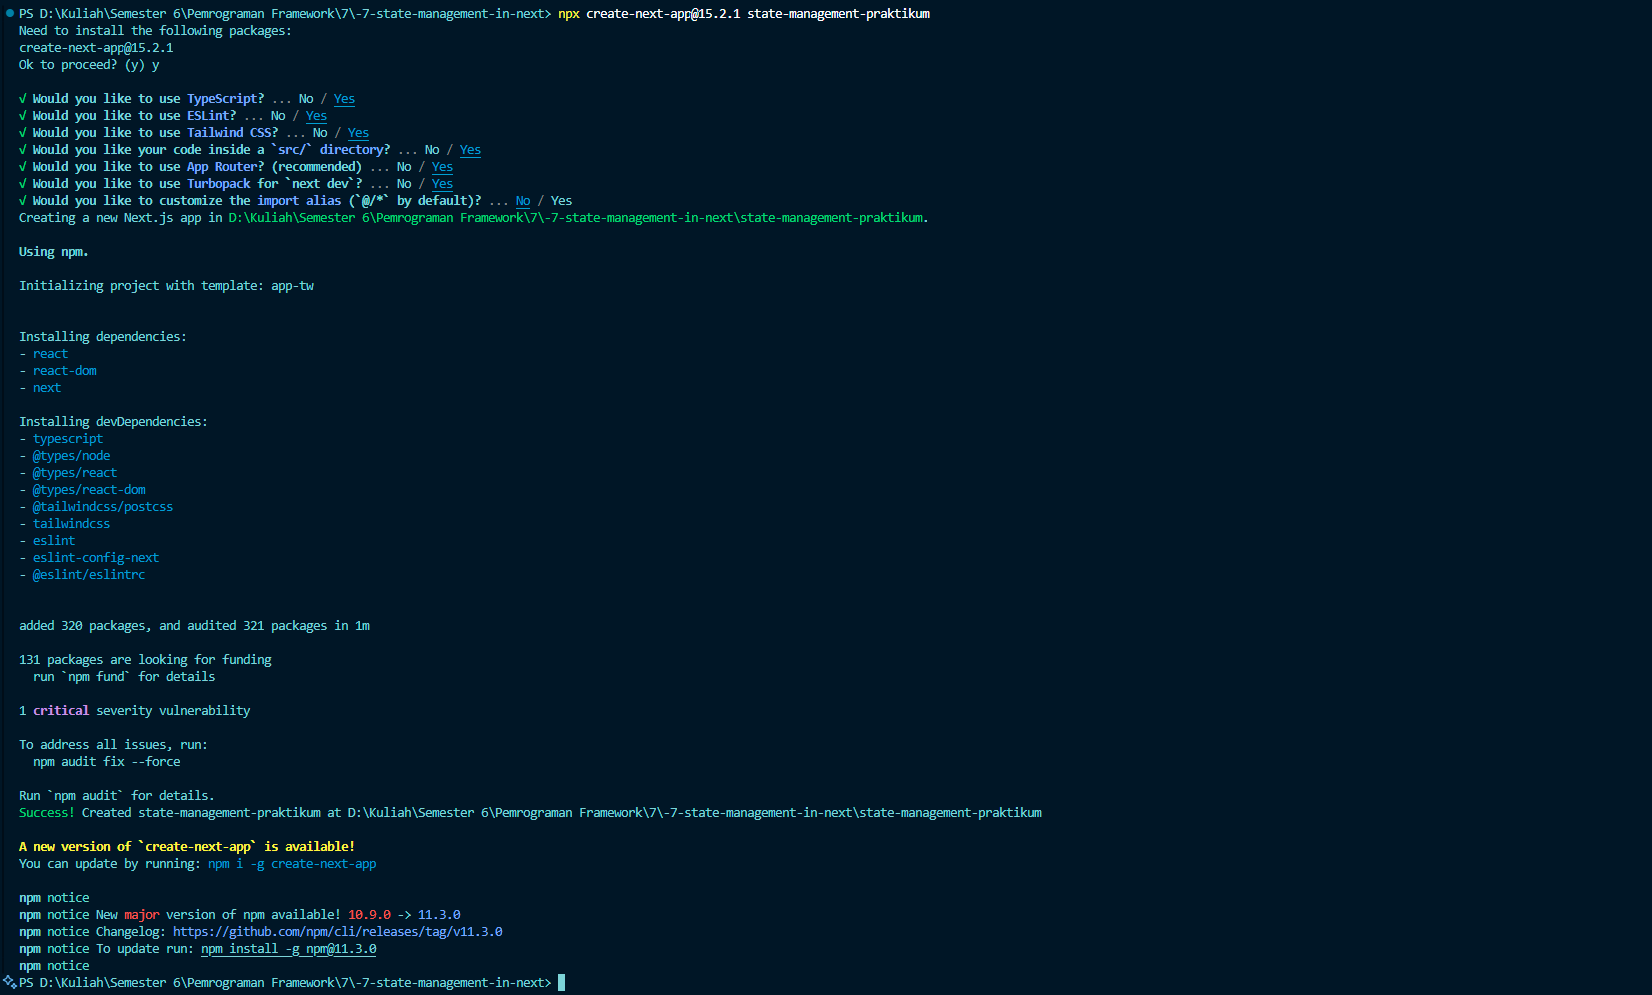 PS D:\Kuliah\Semester 6\Pemrograman Framework\7\-7-state-management-in-next> npx create-next-app@15.2.1 state-management-praktikum
Need to install the following packages:
create-next-app@15.2.1
Ok to proceed? (y) y
√ Would you like to use TypeScript? ... No / Yes
√ Would you like to use ESLint? ... No / Yes
√ Would you like to use Tailwind CSS? ... No / Yes
√ Would you like your code inside a `src/` directory? ... No / Yes
√ Would you like to use App Router? (recommended) ... No / Yes
√ Would you like to use Turbopack for `next dev`? ... No / Yes
√ Would you like to customize the import alias (`@/*` by default)? ... No / Yes
Creating a new Next.js app in D:\Kuliah\Semester 6\Pemrograman Framework\7\-7-state-management-in-next\state-management-praktikum.
Using npm.
Initializing project with template: app-tw
Installing dependencies:
- react
- react-dom
- next
Installing devDependencies:
- typescript
- @types/node
- @types/react
- @types/react-dom
- @tailwindcss/postcss
- tailwindcss
- eslint
- eslint-config-next
- @eslint/eslintrc
added 320 packages, and audited 321 packages in 1m
131 packages are looking for funding
run `npm fund` for details
1 critical severity vulnerability
To address all issues, run:
npm audit fix --force
Run `npm audit` for details.
Success! Created state-management-praktikum at D:\Kuliah\Semester 6\Pemrograman Framework\7\-7-state-management-in-next\state-management-praktikum
A new version of `create-next-app` is available!
You can update by running: npm i -g create-next-app
npm notice
npm notice New major version of npm available! 10.9.0 -> 11.3.0
npm notice Changelog: https://github.com/npm/cli/releases/tag/v11.3.0
npm notice To update run: npm install -g npm@11.3.0
npm notice
PS D:\Kuliah\Semester 6\Pemrograman Framework\7\-7-state-management-in-next>